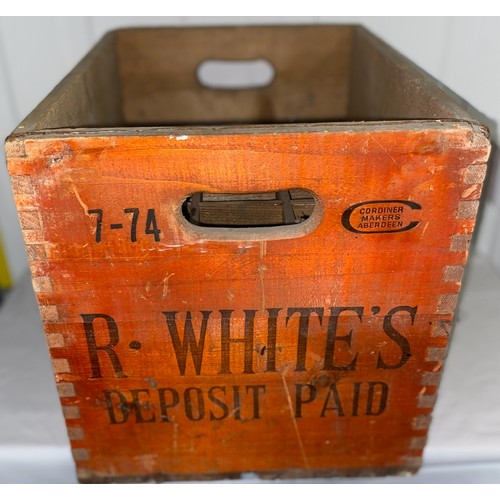 7-74
CORDINER
MAKERS
ABERDEEN
R. WHITE'S
DEPOSIT PAID